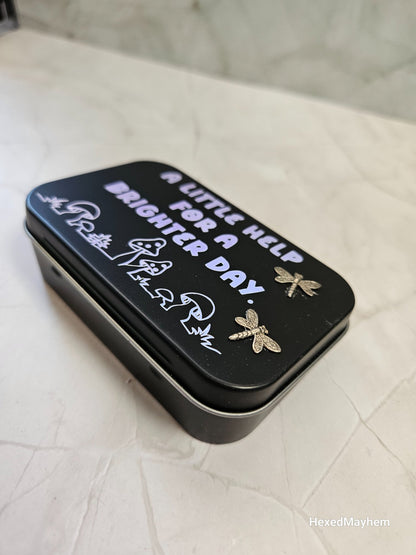 A LITTLE HELP
FOR A
BRIGHTER DAY.
HexedMayhem